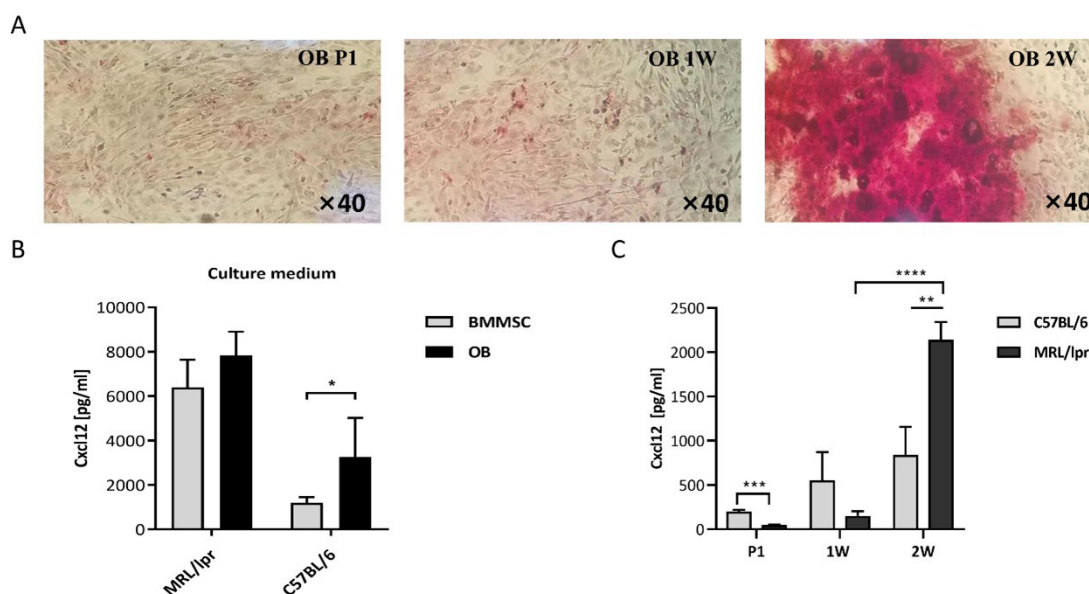 A
OB P1
×40
OB 1W
×40
OB 2W
×40
B
Culture medium
Cxcl12 [pg/ml]
10000
8000
6000
4000
2000
0
*
MRL/lpr
C57BL/6
BMMSC
OB
C
Cxcl12 [pg/ml]
2500
2000
1500
1000
500
0
***
****
**
P1
1W
2W
C57BL/6
MRL/lpr